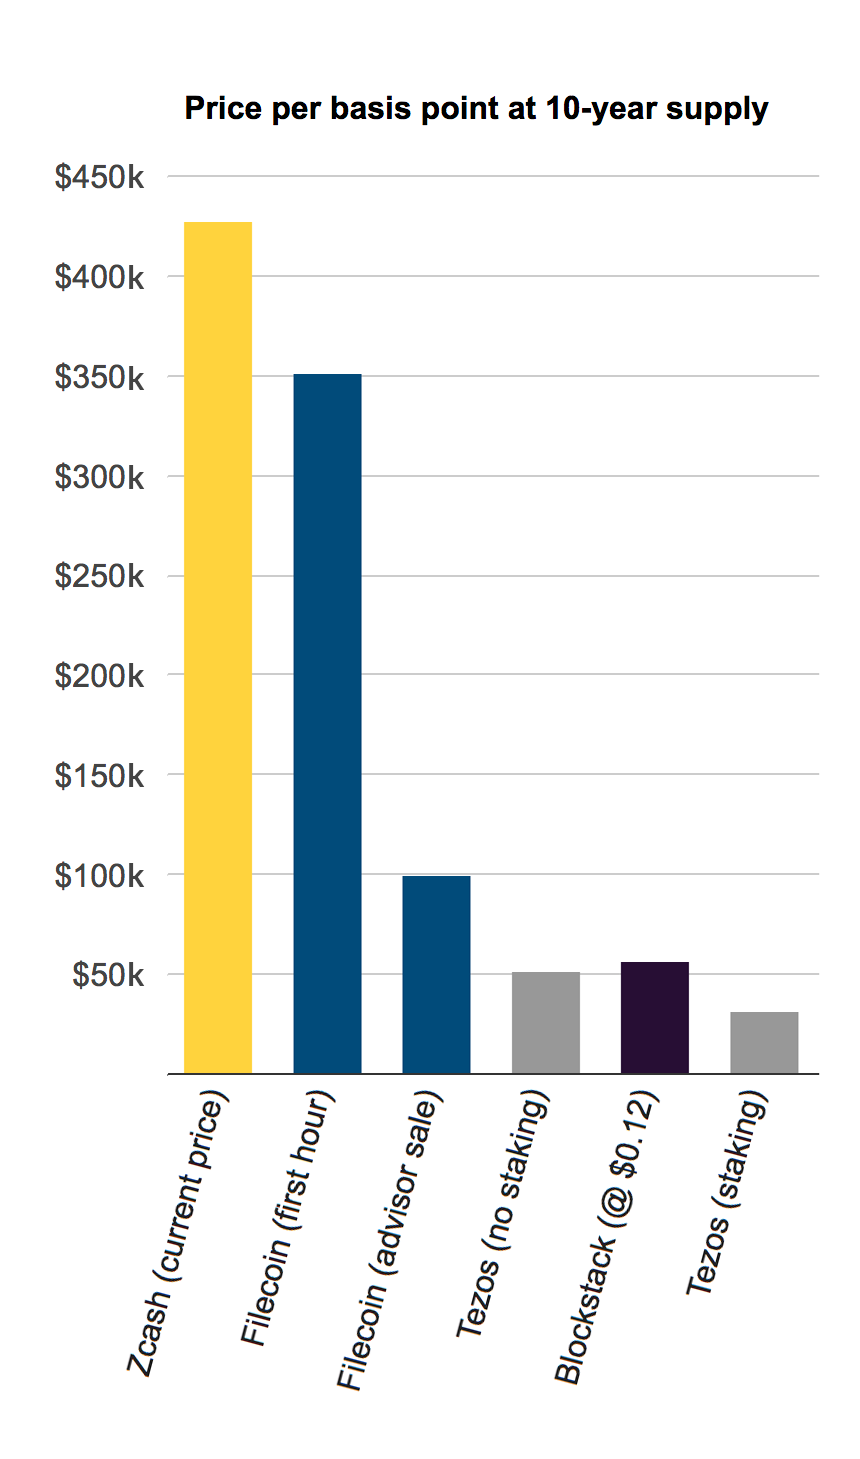 Price per basis point at 10-year supply
$450k
$400k
$350k
$300k
$250k
$200k
$150k
$100k
$50k
Zcash (current price)
Filecoin (first hour)
Filecoin (advisor sale)
Tezos (no staking)
Blockstack (@ $0.12)
Tezos (staking)